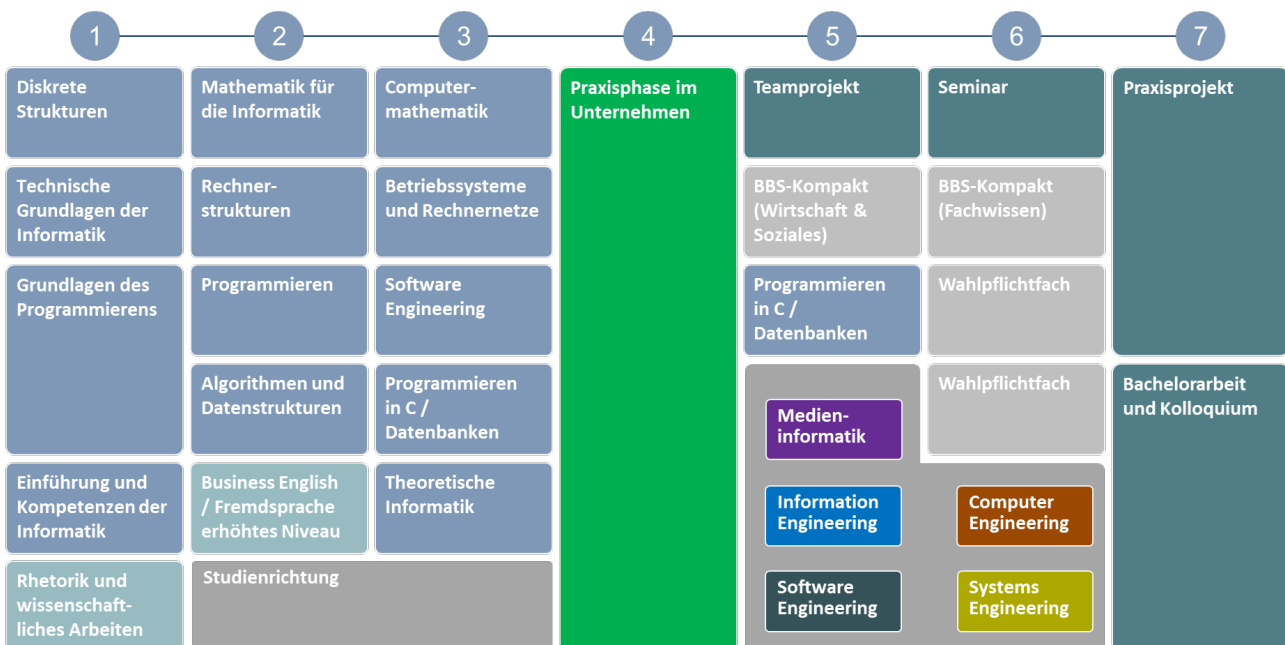 1
2
3
4
5
6
7
Diskrete
Strukturen
Technische
Grundlagen der
Informatik
Grundlagen des
Programmierens
Einführung und
Kompetenzen der
Informatik
Rhetorik und
wissenschaft-
liches Arbeiten
Mathematik für
die Informatik
Rechner-
strukturen
Programmieren
Algorithmen und
Datenstrukturen
Business English
/ Fremdsprache
erhöhtes Niveau
Studienrichtung
Computer-
mathematik
Betriebssysteme
und Rechnernetze
Software
Engineering
Programmieren
in C /
Datenbanken
Theoretische
Informatik
Praxisphase im
Unternehmen
Teamprojekt
BBS-Kompakt
(Wirtschaft &
Soziales)
Programmieren
in C /
Datenbanken
Medien-
informatik
Information
Engineering
Software
Engineering
Seminar
BBS-Kompakt
(Fachwissen)
Wahlpflichtfach
Wahlpflichtfach
Computer
Engineering
Systems
Engineering
Praxisprojekt
Bachelorarbeit
und Kolloquium